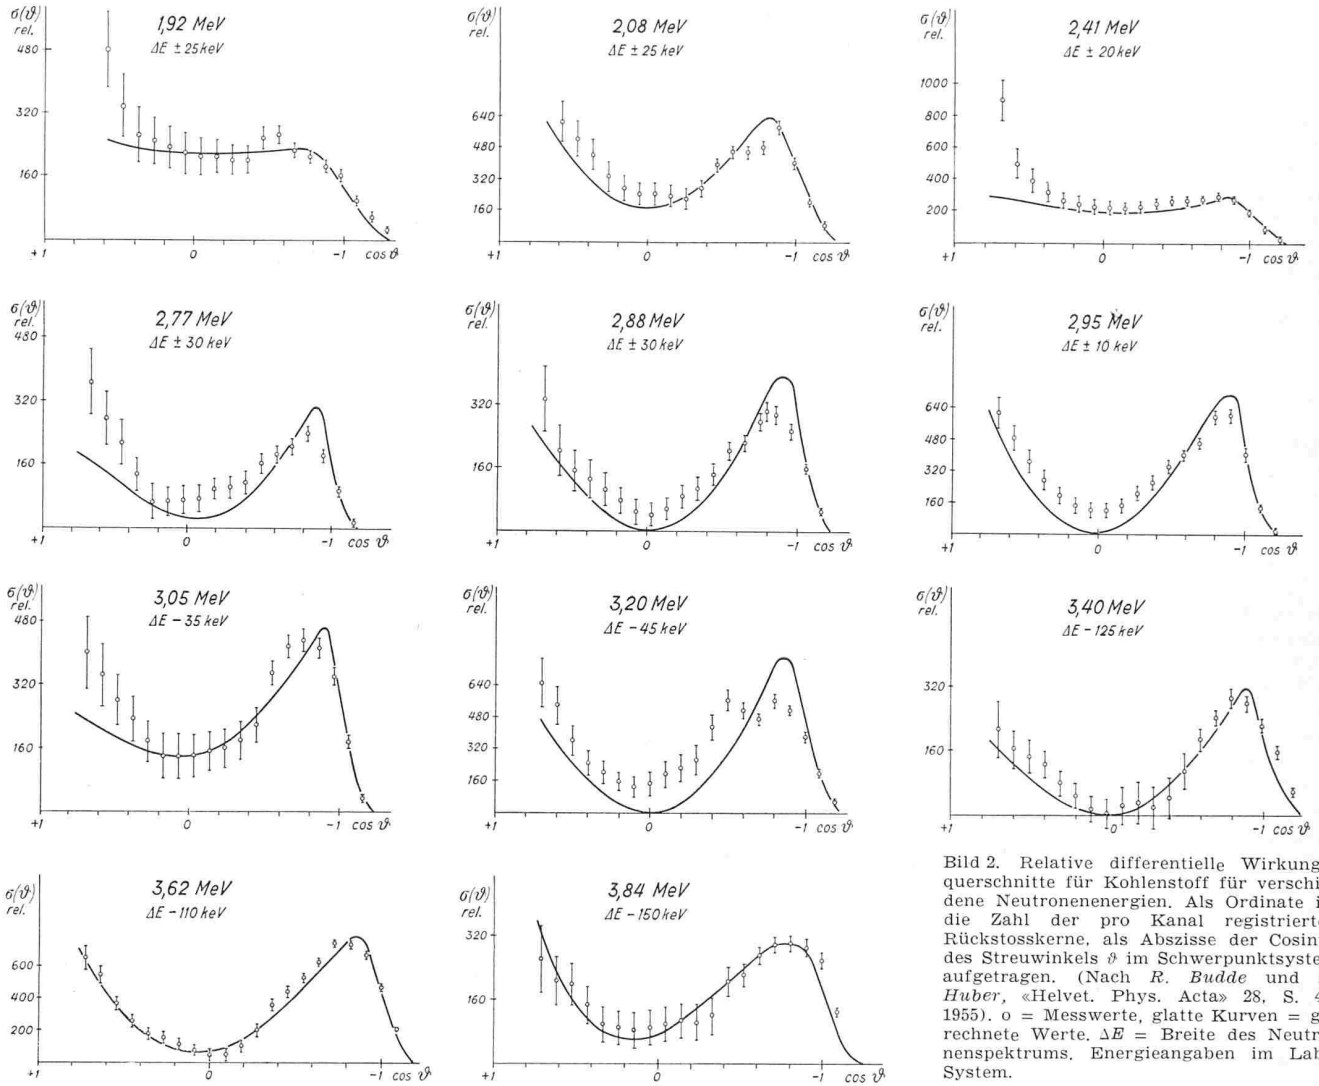 σ(ϑ)
rel.
1,92 MeV
ΔE ± 25 keV
480
320
160
+1 0 -1 cos ϑ
σ(ϑ)
rel.
2,08 MeV
ΔE ± 25 keV
640
480
320
160
+1 0 -1 cos ϑ
σ(ϑ)
rel.
2,41 MeV
ΔE ± 20 keV
1000
800
600
400
200
+1 0 -1 cos ϑ
σ(ϑ)
rel.
2,77 MeV
ΔE ± 30 keV
480
320
160
+1 0 -1 cos ϑ
σ(ϑ)
rel.
2,88 MeV
ΔE ± 30 keV
320
160
+1 0 -1 cos ϑ
σ(ϑ)
rel.
2,95 MeV
ΔE ± 10 keV
640
480
320
160
+1 0 -1 cos ϑ
σ(ϑ)
rel.
3,05 MeV
ΔE – 35 keV
480
320
160
+1 0 -1 cos ϑ
σ(ϑ)
rel.
3,20 MeV
ΔE – 45 keV
640
480
320
160
+1 0 -1 cos ϑ
σ(ϑ)
rel.
3,40 MeV
ΔE – 125 keV
320
160
+1 0 -1 cos ϑ
σ(ϑ)
rel.
3,62 MeV
ΔE – 110 keV
600
400
200
+1 0 -1 cos ϑ
σ(ϑ)
rel.
3,84 MeV
ΔE – 150 keV
320
160
+1 0 -1 cos ϑ
Bild 2. Relative differentielle Wirkung
querschnitte für Kohlenstoff für verschi
dene Neutronenenergien. Als Ordinate i
die Zahl der pro Kanal registrierte
Rückstosskerne, als Abszisse der Cosin
des Streuwinkels ϑ im Schwerpunktsyste
aufgetragen. (Nach R. Budde und
Huber, «Helvet. Phys. Acta» 28, S. 4
1955). o = Messwerte, glatte Kurven = g
rechnete Werte. ΔE = Breite des Neutr
nenspektrums. Energieangaben im Lab
System.